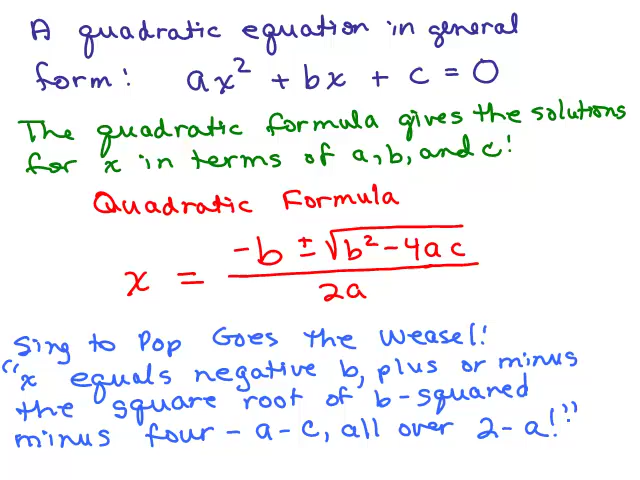 A quadratic equation in general
form: ax² + bx + c = 0
The quadratic formula gives the solutions
for x in terms of a, b, and c!
Quadratic Formula
x = (-b ± √(b² - 4ac)) / 2a
Sing to Pop Goes the Weasel!
"x equals negative b, plus or minus
the square root of b-squared
minus four-a-c, all over 2-a!"